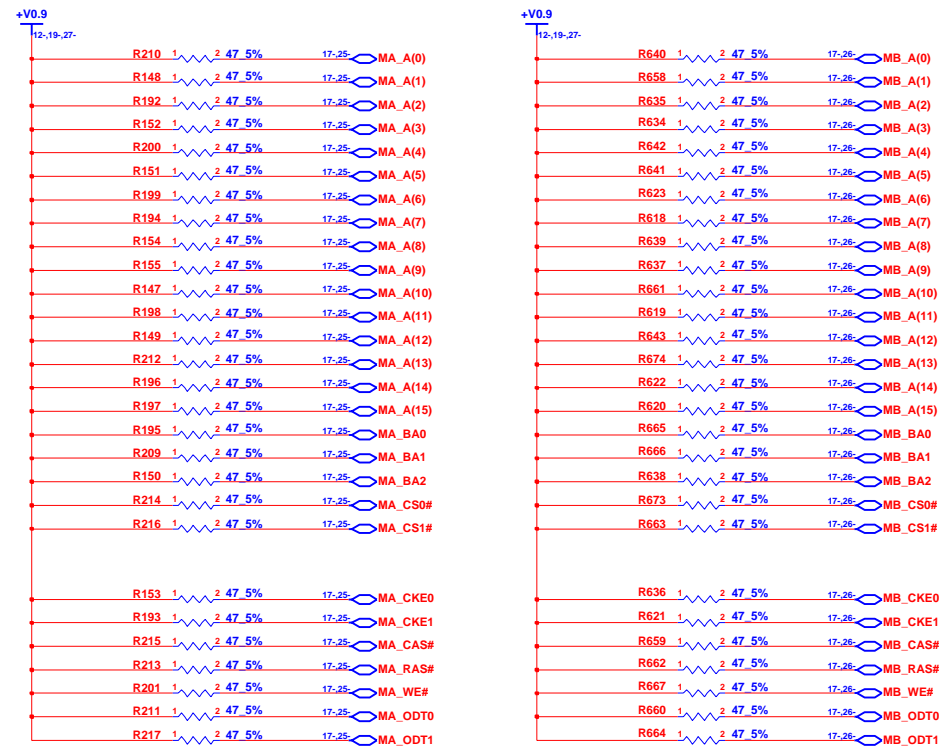 +V0.9
12-,19-,27-
R210 1 2 47_5% 17-,25- MA_A(0)
R148 1 2 47_5% 17-,25- MA_A(1)
R192 1 2 47_5% 17-,25- MA_A(2)
R152 1 2 47_5% 17-,25- MA_A(3)
R200 1 2 47_5% 17-,25- MA_A(4)
R151 1 2 47_5% 17-,25- MA_A(5)
R199 1 2 47_5% 17-,25- MA_A(6)
R194 1 2 47_5% 17-,25- MA_A(7)
R154 1 2 47_5% 17-,25- MA_A(8)
R155 1 2 47_5% 17-,25- MA_A(9)
R147 1 2 47_5% 17-,25- MA_A(10)
R198 1 2 47_5% 17-,25- MA_A(11)
R149 1 2 47_5% 17-,25- MA_A(12)
R212 1 2 47_5% 17-,25- MA_A(13)
R196 1 2 47_5% 17-,25- MA_A(14)
R197 1 2 47_5% 17-,25- MA_A(15)
R195 1 2 47_5% 17-,25- MA_BA0
R209 1 2 47_5% 17-,25- MA_BA1
R150 1 2 47_5% 17-,25- MA_BA2
R214 1 2 47_5% 17-,25- MA_CS0#
R216 1 2 47_5% 17-,25- MA_CS1#
R153 1 2 47_5% 17-,25- MA_CKE0
R193 1 2 47_5% 17-,25- MA_CKE1
R215 1 2 47_5% 17-,25- MA_CAS#
R213 1 2 47_5% 17-,25- MA_RAS#
R201 1 2 47_5% 17-,25- MA_WE#
R211 1 2 47_5% 17-,25- MA_ODT0
R217 1 2 47_5% 17-,25- MA_ODT1
+V0.9
12-,19-,27-
R640 1 2 47_5% 17-,26- MB_A(0)
R658 1 2 47_5% 17-,26- MB_A(1)
R635 1 2 47_5% 17-,26- MB_A(2)
R634 1 2 47_5% 17-,26- MB_A(3)
R642 1 2 47_5% 17-,26- MB_A(4)
R641 1 2 47_5% 17-,26- MB_A(5)
R623 1 2 47_5% 17-,26- MB_A(6)
R618 1 2 47_5% 17-,26- MB_A(7)
R639 1 2 47_5% 17-,26- MB_A(8)
R637 1 2 47_5% 17-,26- MB_A(9)
R661 1 2 47_5% 17-,26- MB_A(10)
R619 1 2 47_5% 17-,26- MB_A(11)
R643 1 2 47_5% 17-,26- MB_A(12)
R674 1 2 47_5% 17-,26- MB_A(13)
R622 1 2 47_5% 17-,26- MB_A(14)
R620 1 2 47_5% 17-,26- MB_A(15)
R665 1 2 47_5% 17-,26- MB_BA0
R666 1 2 47_5% 17-,26- MB_BA1
R638 1 2 47_5% 17-,26- MB_BA2
R673 1 2 47_5% 17-,26- MB_CS0#
R663 1 2 47_5% 17-,26- MB_CS1#
R636 1 2 47_5% 17-,26- MB_CKE0
R621 1 2 47_5% 17-,26- MB_CKE1
R659 1 2 47_5% 17-,26- MB_CAS#
R662 1 2 47_5% 17-,26- MB_RAS#
R667 1 2 47_5% 17-,26- MB_WE#
R660 1 2 47_5% 17-,26- MB_ODT0
R664 1 2 47_5% 17-,26- MB_ODT1